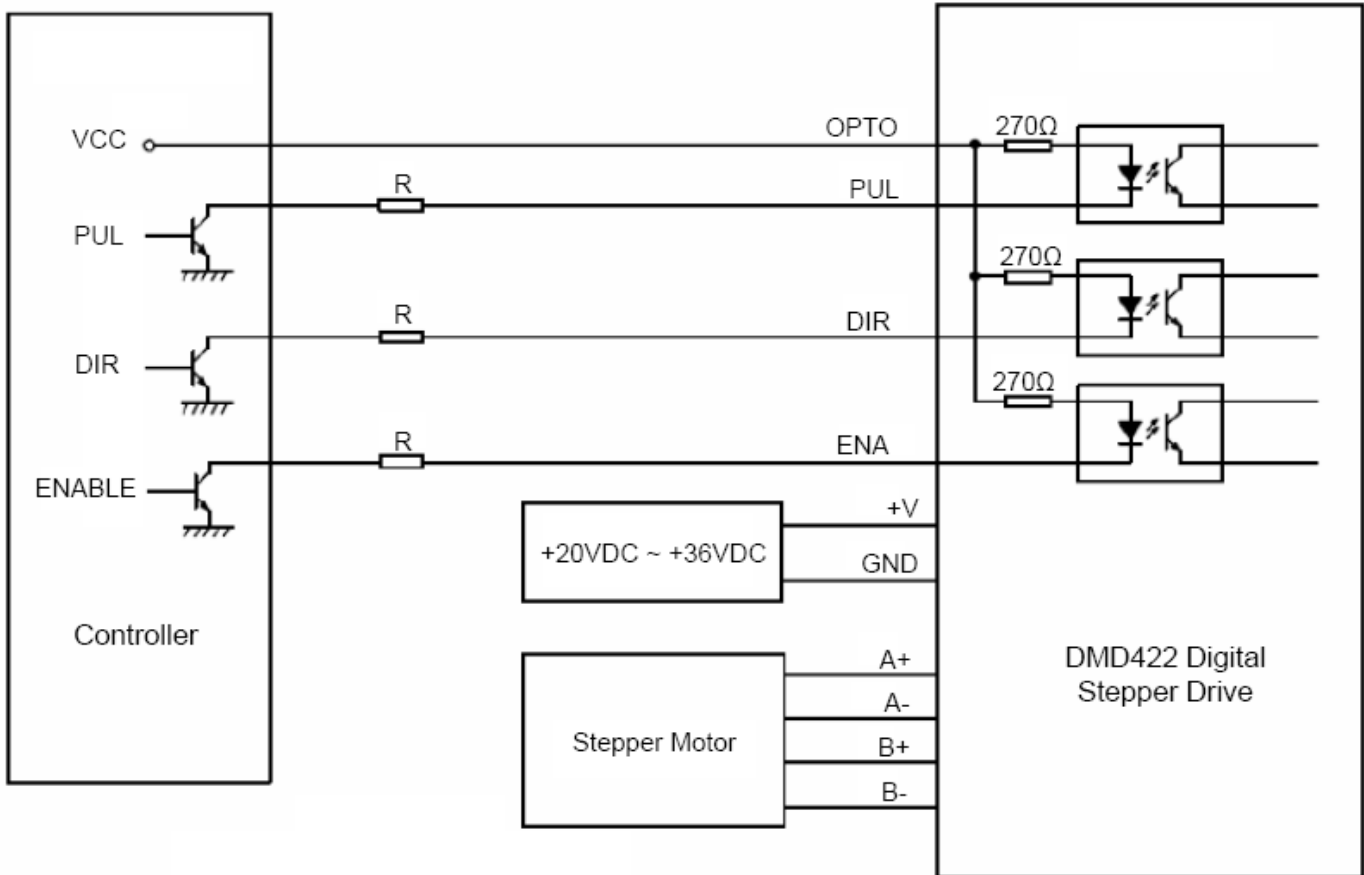 VCC
OPTO
270Ω
R
PUL
PUL
270Ω
R
DIR
DIR
270Ω
R
ENA
ENABLE
+V
+20VDC ~ +36VDC
GND
Controller
A+
DMD422 Digital
Stepper Drive
A-
Stepper Motor
B+
B-